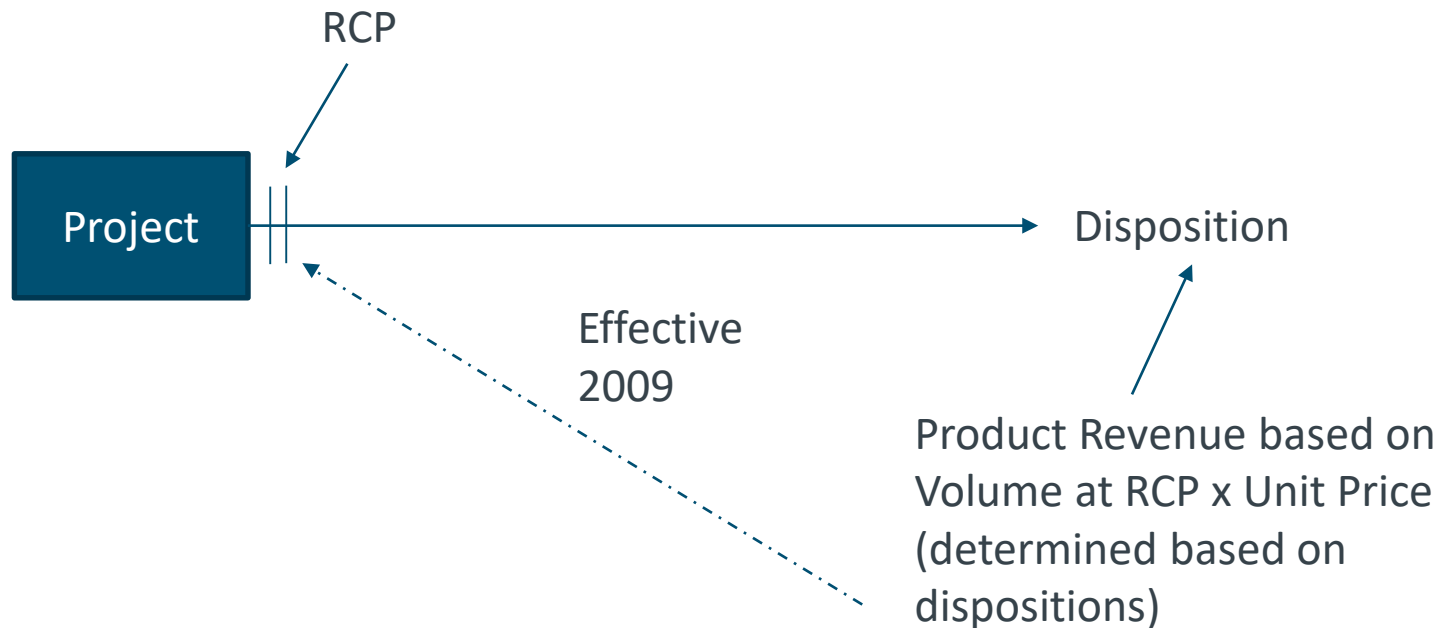 RCP
Project
Disposition
Effective
2009
Product Revenue based on
Volume at RCP x Unit Price
(determined based on
dispositions)